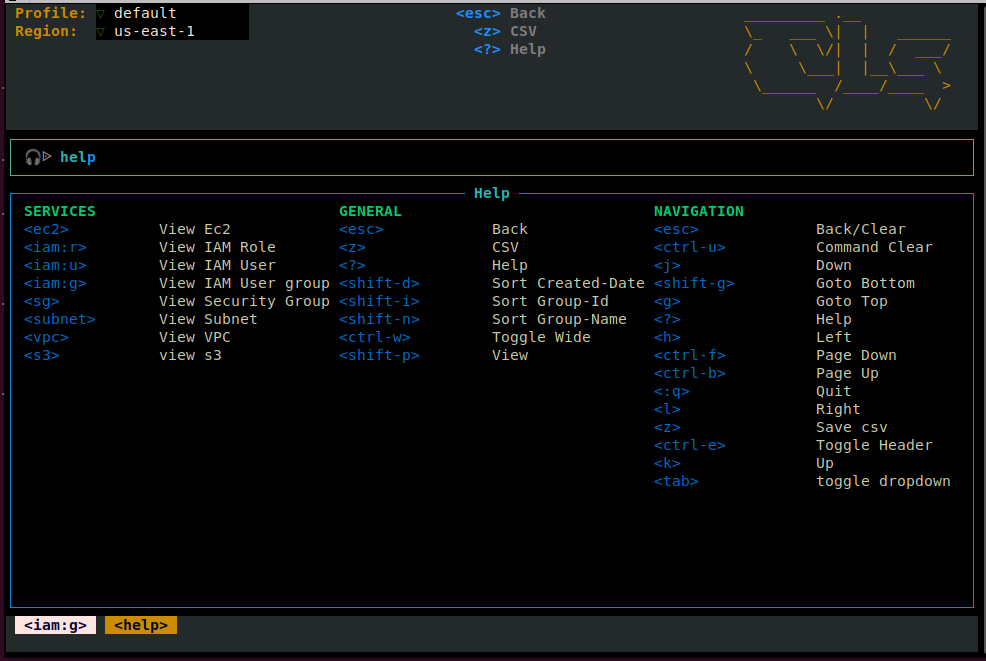 Profile: ▽ default
Region: ▽ us-east-1
<esc> Back
<z> CSV
<?> Help
🎧▷ help
Help
SERVICES GENERAL NAVIGATION
<ec2> View Ec2 <esc> Back <esc> Back/Clear
<iam:r> View IAM Role <z> CSV <ctrl-u> Command Clear
<iam:u> View IAM User <?> Help <j> Down
<iam:g> View IAM User group <shift-d> Sort Created-Date <shift-g> Goto Bottom
<sg> View Security Group <shift-i> Sort Group-Id <g> Goto Top
<subnet> View Subnet <shift-n> Sort Group-Name <?> Help
<vpc> View VPC <ctrl-w> Toggle Wide <h> Left
<s3> view s3 <shift-p> View <ctrl-f> Page Down
<ctrl-b> Page Up
<:q> Quit
<l> Right
<z> Save csv
<ctrl-e> Toggle Header
<k> Up
<tab> toggle dropdown
<iam:g> <help>